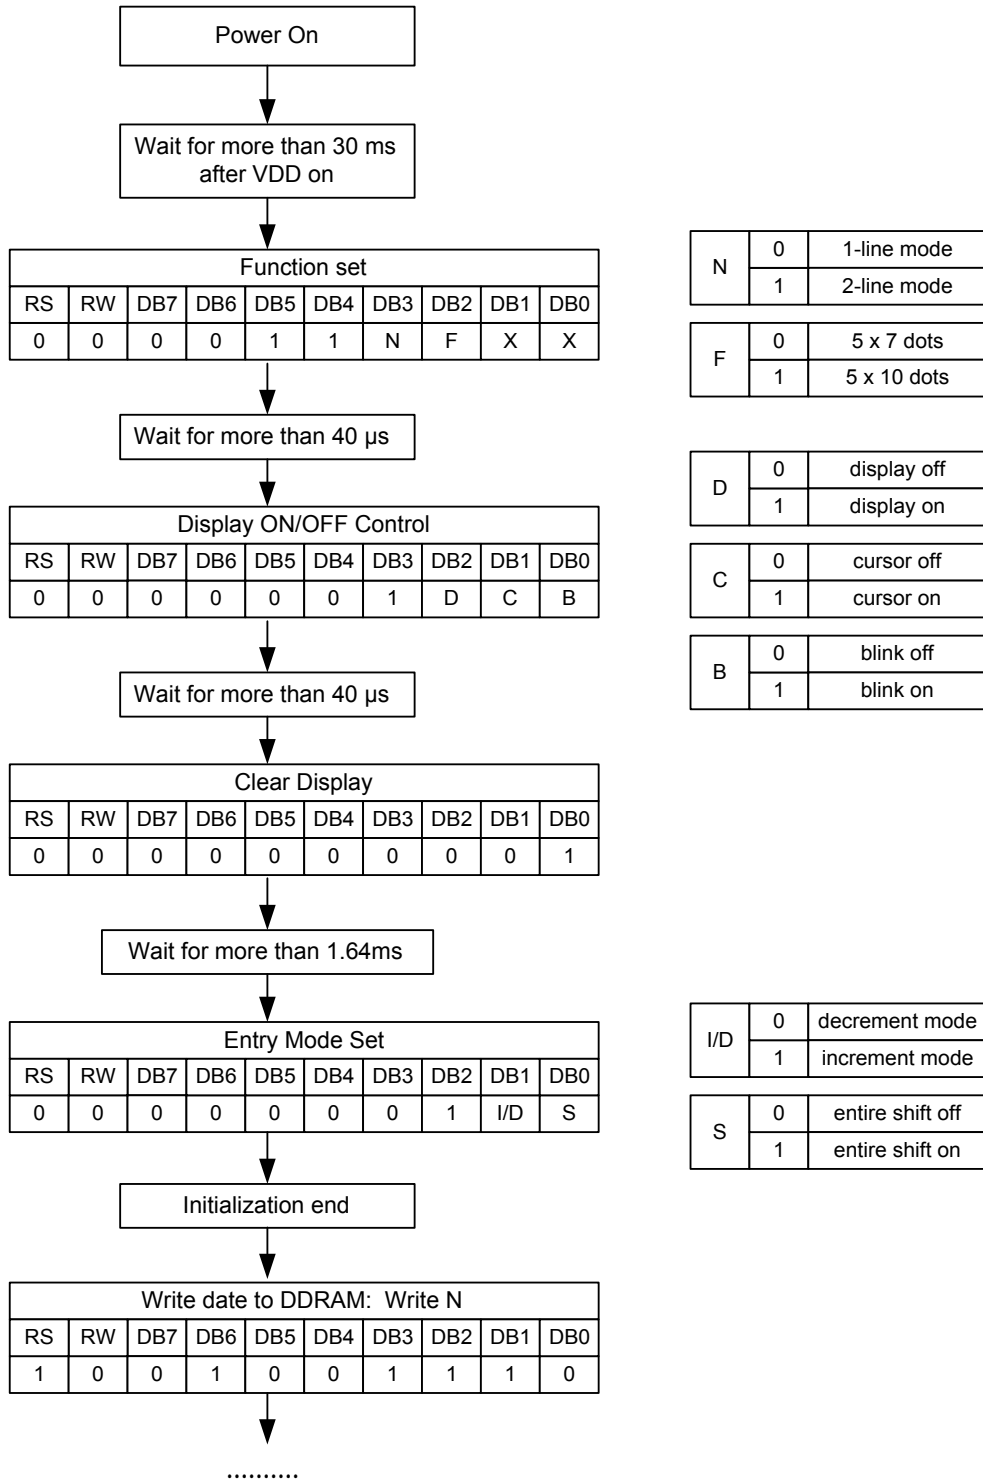 Power On
Wait for more than 30 ms
after VDD on
Function set
RS RW DB7 DB6 DB5 DB4 DB3 DB2 DB1 DB0
0 0 0 0 1 1 N F X X
N 0 1-line mode
1 2-line mode
F 0 5 x 7 dots
1 5 x 10 dots
Wait for more than 40 µs
Display ON/OFF Control
RS RW DB7 DB6 DB5 DB4 DB3 DB2 DB1 DB0
0 0 0 0 0 0 1 D C B
D 0 display off
1 display on
C 0 cursor off
1 cursor on
B 0 blink off
1 blink on
Wait for more than 40 µs
Clear Display
RS RW DB7 DB6 DB5 DB4 DB3 DB2 DB1 DB0
0 0 0 0 0 0 0 0 0 1
Wait for more than 1.64ms
Entry Mode Set
RS RW DB7 DB6 DB5 DB4 DB3 DB2 DB1 DB0
0 0 0 0 0 0 0 1 I/D S
I/D 0 decrement mode
1 increment mode
S 0 entire shift off
1 entire shift on
Initialization end
Write date to DDRAM: Write N
RS RW DB7 DB6 DB5 DB4 DB3 DB2 DB1 DB0
1 0 0 1 0 0 1 1 1 0
..........